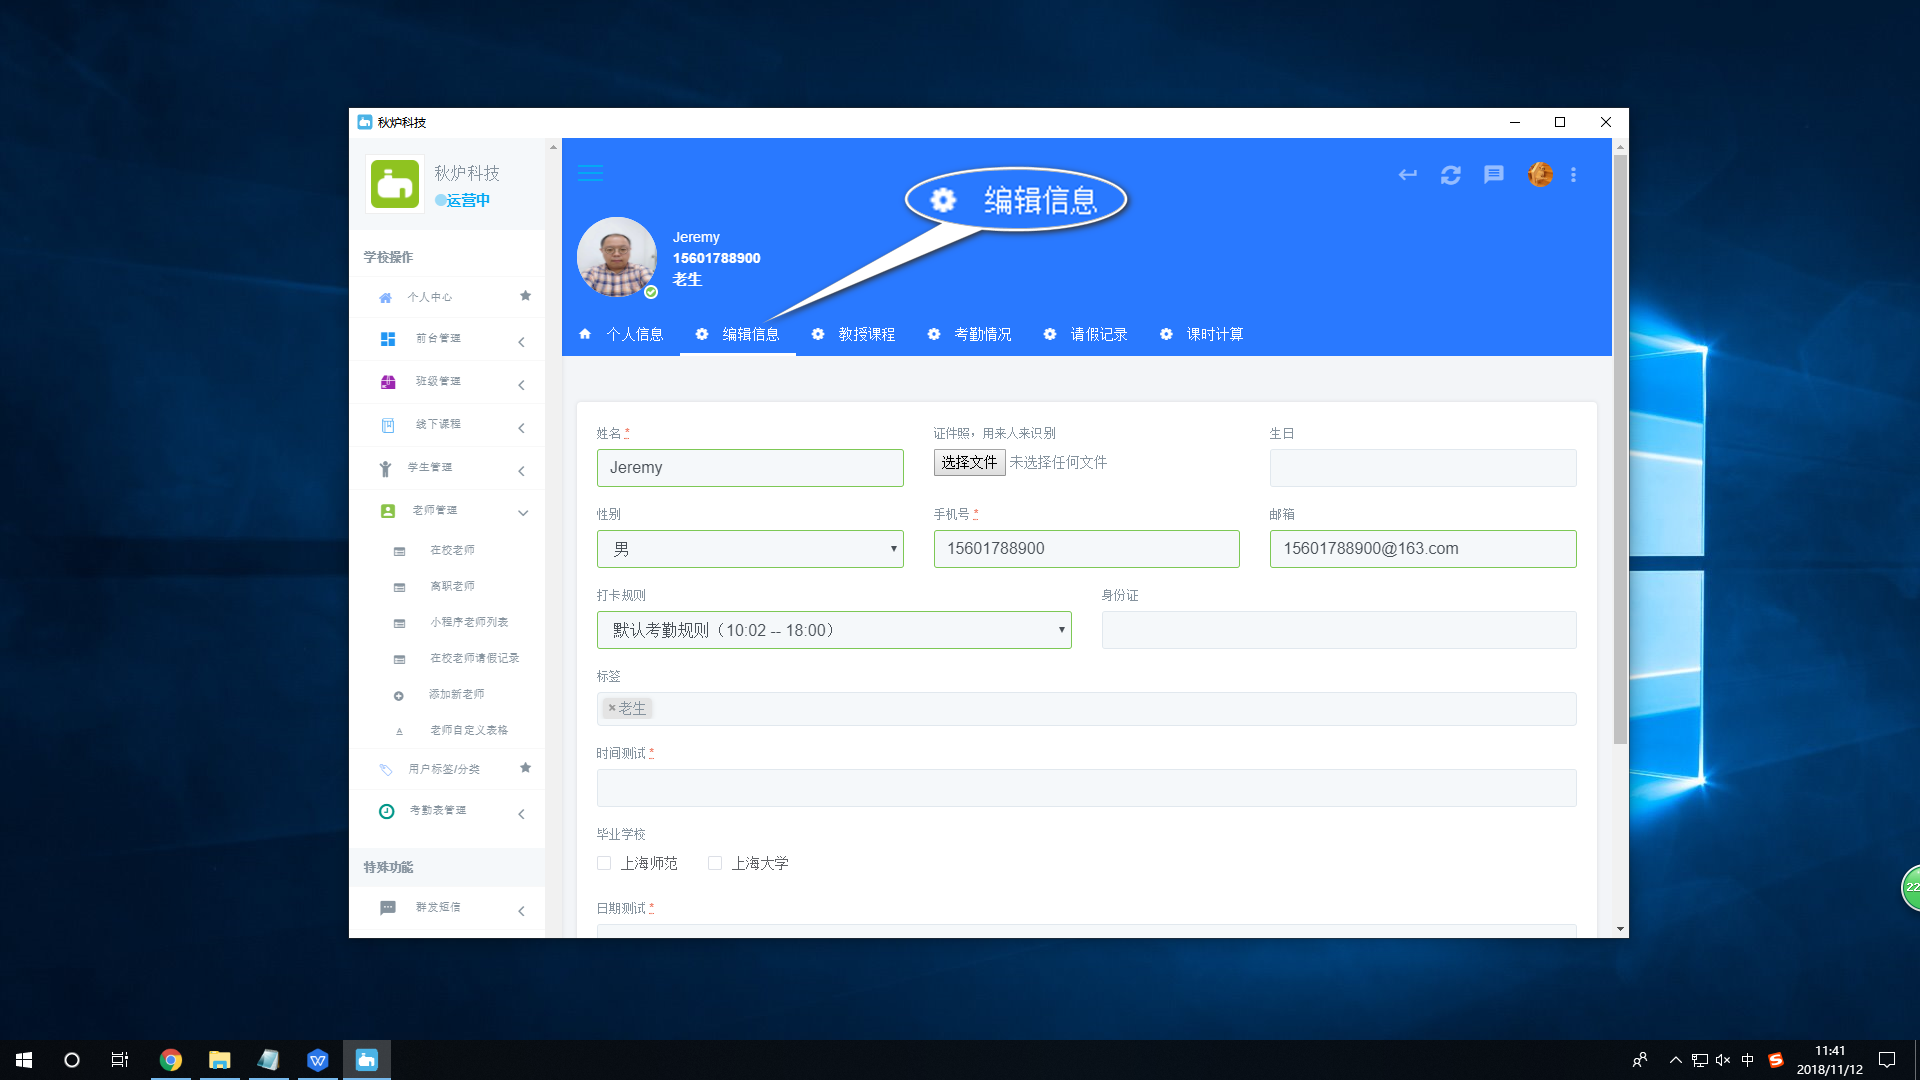 秋炉科技
秋炉科技
运营中
学校操作
个人中心
前台管理
班级管理
线下课程
学生管理
老师管理
在校老师
离职老师
小程序老师列表
在校老师请假记录
添加新老师
老师自定义表格
用户标签/分类
考勤表管理
特殊功能
群发短信
编辑信息
Jeremy
15601788900
老生
个人信息 编辑信息 教授课程 考勤情况 请假记录 课时计算
姓名 * 证件照，用来人来识别 生日
Jeremy 选择文件 未选择任何文件
性别 手机号 * 邮箱
男 15601788900 15601788900@163.com
打卡规则 身份证
默认考勤规则（10:02 -- 18:00）
标签
×老生
时间测试 *
毕业学校
上海师范 上海大学
日期测试 *
22
中
11:41
2018/11/12